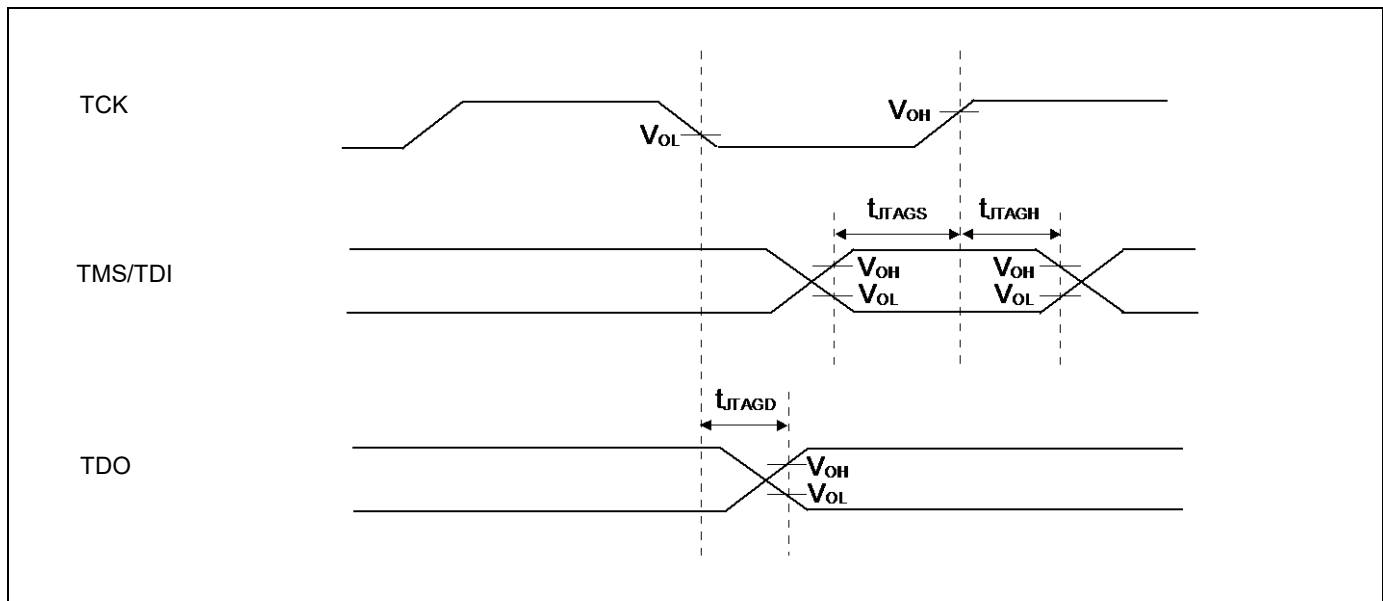 TCK
VOL
VOH
tJTAGS
tJTAGH
TMS/TDI
VOH
VOL
VOH
VOL
tJTAGD
TDO
VOH
VOL